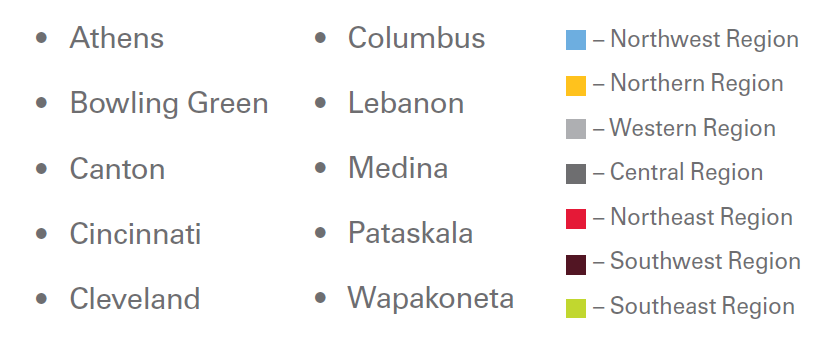 • Athens
• Bowling Green
• Canton
• Cincinnati
• Cleveland
• Columbus
• Lebanon
• Medina
• Pataskala
• Wapakoneta
– Northwest Region
– Northern Region
– Western Region
– Central Region
– Northeast Region
– Southwest Region
– Southeast Region